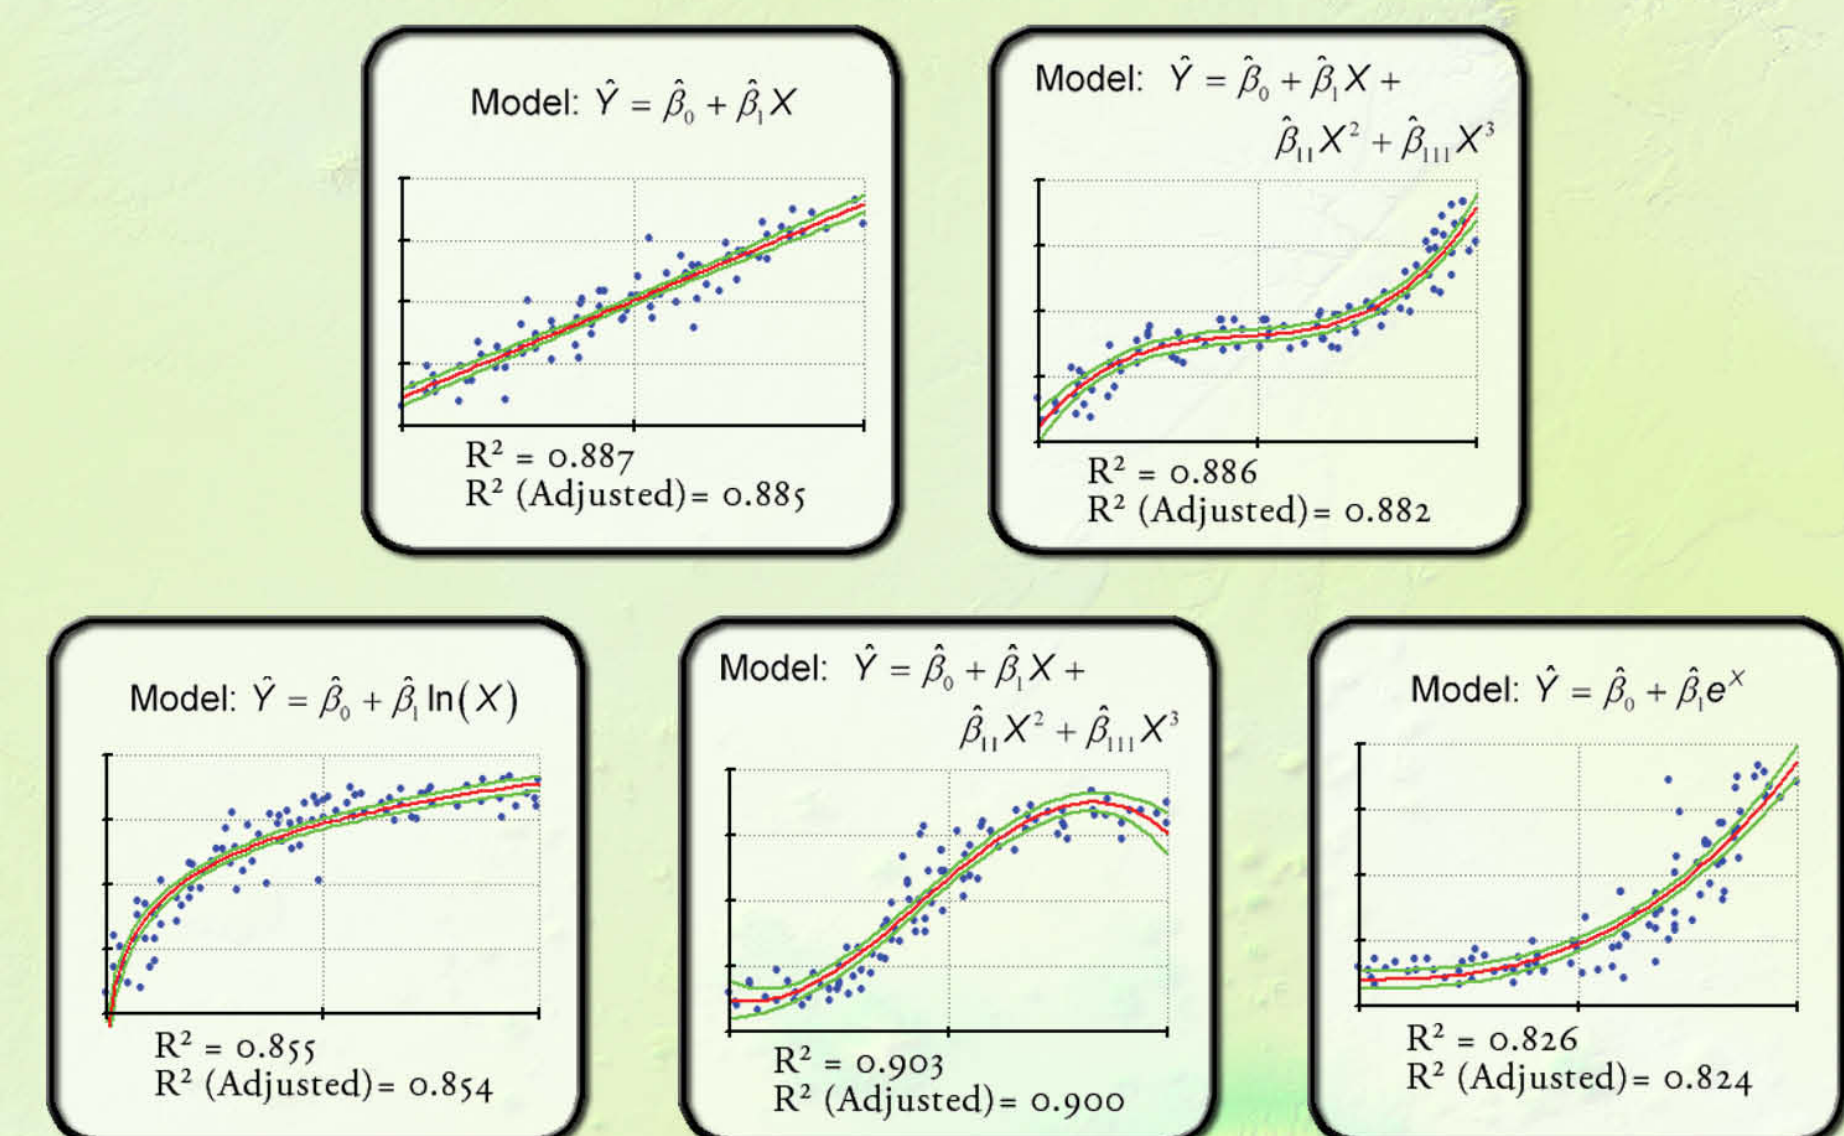 Model: Ŷ = β̂₀ + β̂₁X
R² = 0.887
R² (Adjusted)= 0.885
Model: Ŷ = β̂₀ + β̂₁X +
β̂₁₁X² + β̂₁₁₁X³
R² = 0.886
R² (Adjusted)= 0.882
Model: Ŷ = β̂₀ + β̂₁ ln(X)
R² = 0.855
R² (Adjusted)= 0.854
Model: Ŷ = β̂₀ + β̂₁X +
β̂₁₁X² + β̂₁₁₁X³
R² = 0.903
R² (Adjusted)= 0.900
Model: Ŷ = β̂₀ + β̂₁eˣ
R² = 0.826
R² (Adjusted)= 0.824